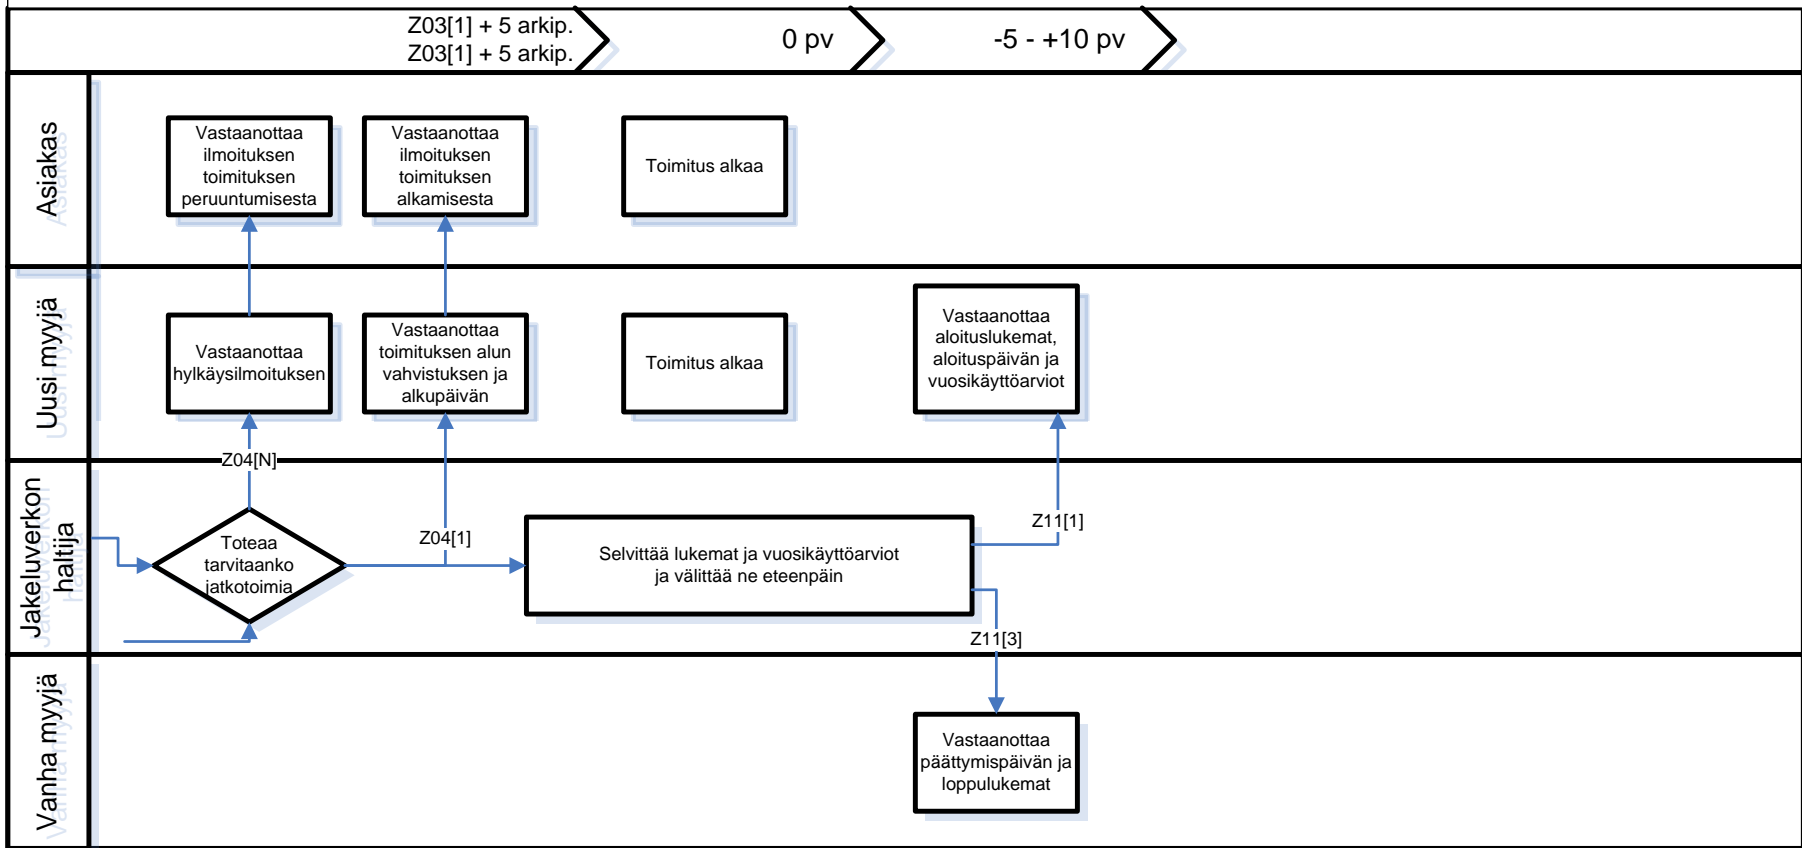 Z03[1] + 5 arkip.
Z03[1] + 5 arkip.
0 pv
-5 - +10 pv
Asiakas
Vastaanottaa
ilmoituksen
toimituksen
peruuntumisesta
Vastaanottaa
ilmoituksen
toimituksen
alkamisesta
Toimitus alkaa
Uusi myyjä
Vastaanottaa
hylkäysilmoituksen
Vastaanottaa
toimituksen alun
vahvistuksen ja
alkupäivän
Toimitus alkaa
Vastaanottaa
aloituslukemat,
aloituspäivän ja
vuosikäyttöarviot
Z04[N]
Jakeluverkon
haltija
Toteaa
tarvitaanko
jatkotoimia
Z04[1]
Selvittää lukemat ja vuosikäyttöarviot
ja välittää ne eteenpäin
Z11[1]
Z11[3]
Vanha myyjä
Vastaanottaa
päättymispäivän ja
loppulukemat